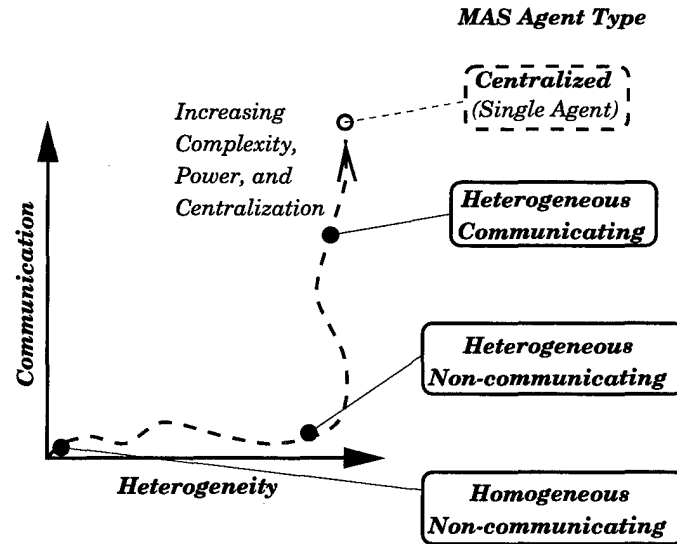 MAS Agent Type
Centralized
(Single Agent)
Increasing
Complexity,
Power, and
Centralization
Heterogeneous
Communicating
Communication
Heterogeneous
Non-communicating
Heterogeneity
Homogeneous
Non-communicating